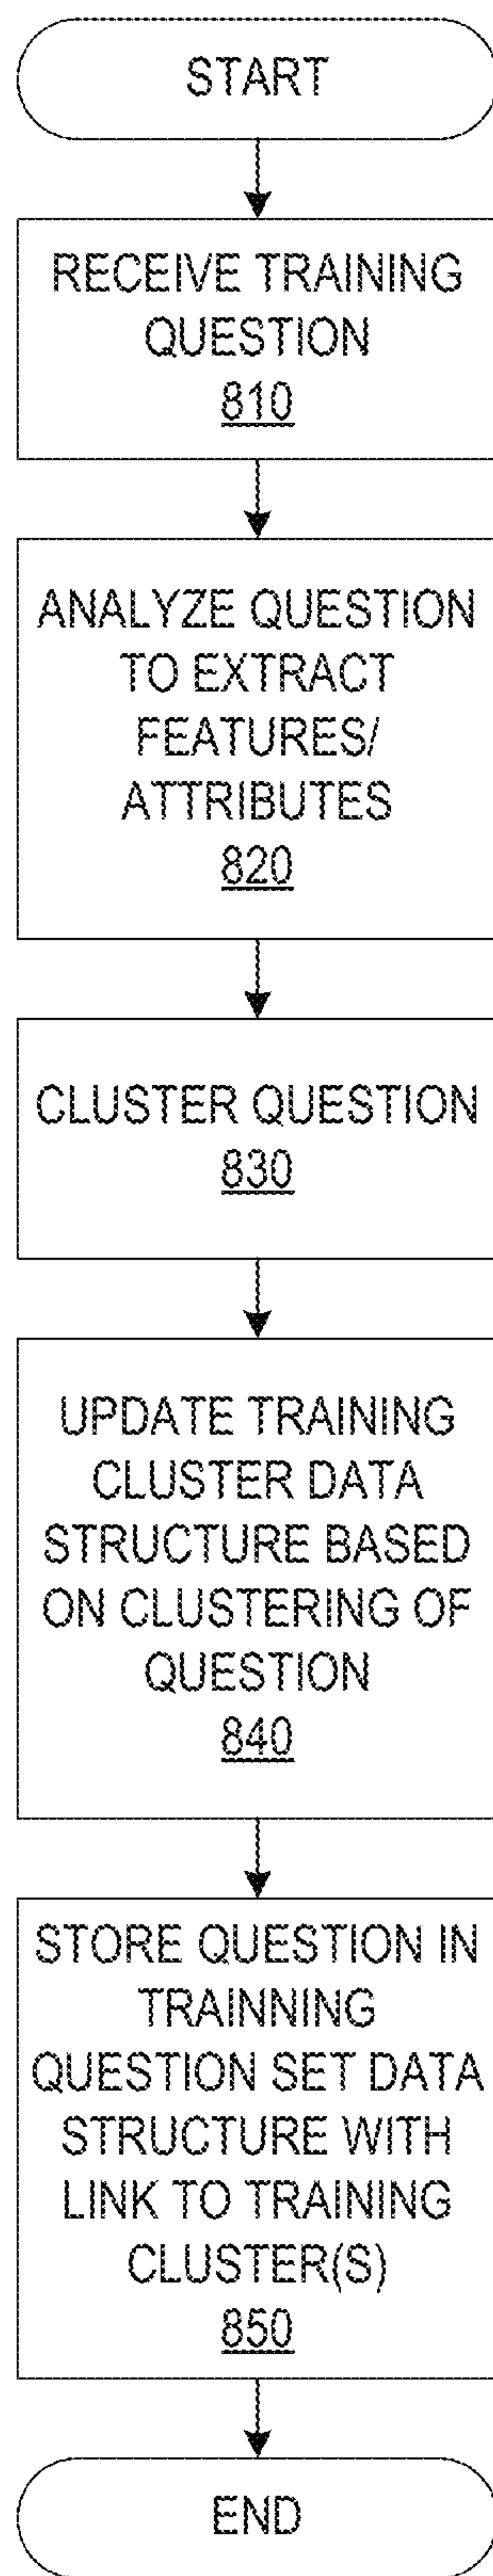 START
RECEIVE TRAINING
QUESTION
810
ANALYZE QUESTION
TO EXTRACT
FEATURES/
ATTRIBUTES
820
CLUSTER QUESTION
830
UPDATE TRAINING
CLUSTER DATA
STRUCTURE BASED
ON CLUSTERING OF
QUESTION
840
STORE QUESTION IN
TRAINNING
QUESTION SET DATA
STRUCTURE WITH
LINK TO TRAINING
CLUSTER(S)
850
END